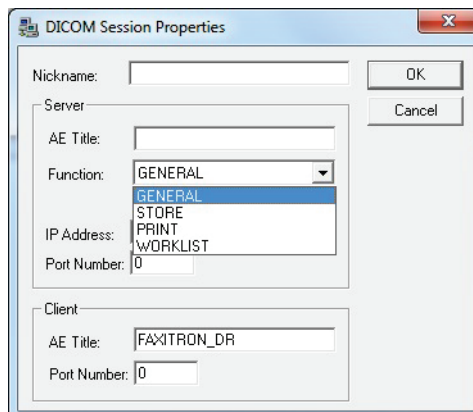 DICOM Session Properties
Nickname:
OK
Server
Cancel
AE Title:
Function: GENERAL
GENERAL
STORE
PRINT
IP Address:
WORKLIST
Port Number: 0
Client
AE Title: FAXITRON_DR
Port Number: 0